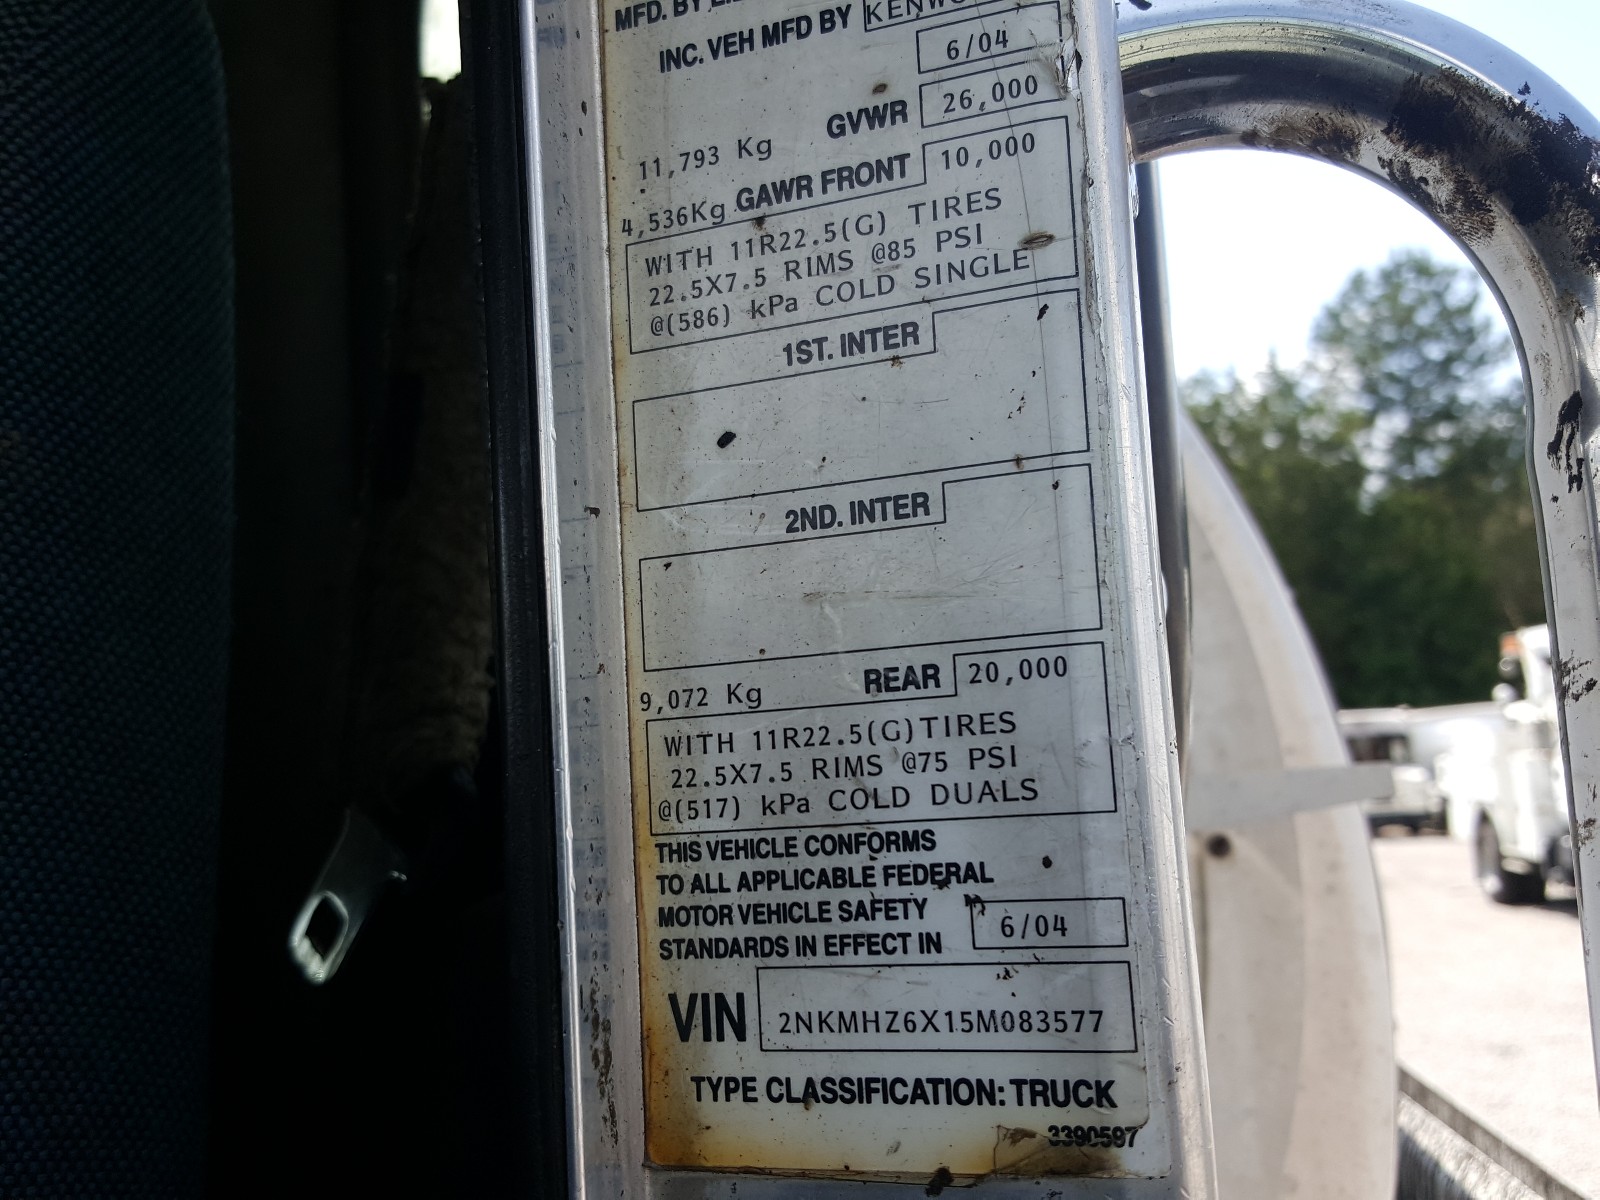 MFD. BY
INC. VEH MFD BY
6/04
GVWR 26,000
11,793 Kg
GAWR FRONT 10,000
4,536Kg
WITH 11R22.5(G) TIRES
22.5X7.5 RIMS @85 PSI
@(586) kPa COLD SINGLE
1ST. INTER
2ND. INTER
9,072 Kg REAR 20,000
WITH 11R22.5(G)TIRES
22.5X7.5 RIMS @75 PSI
@(517) kPa COLD DUALS
THIS VEHICLE CONFORMS
TO ALL APPLICABLE FEDERAL
MOTOR VEHICLE SAFETY
STANDARDS IN EFFECT IN 6/04
VIN 2NKMHZ6X15M083577
TYPE CLASSIFICATION: TRUCK
3390597